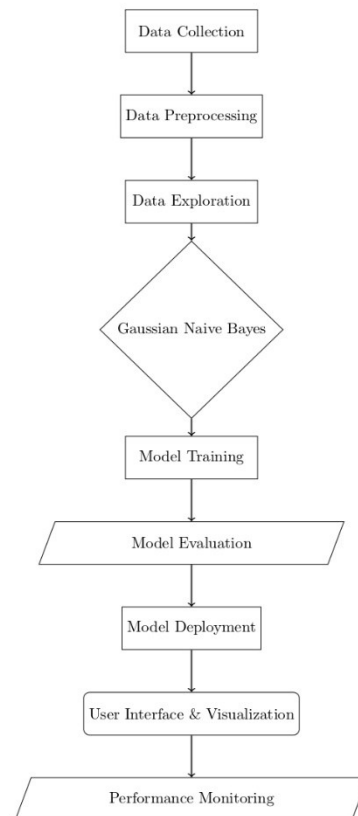 Data Collection
Data Preprocessing
Data Exploration
Gaussian Naive Bayes
Model Training
Model Evaluation
Model Deployment
User Interface & Visualization
Performance Monitoring